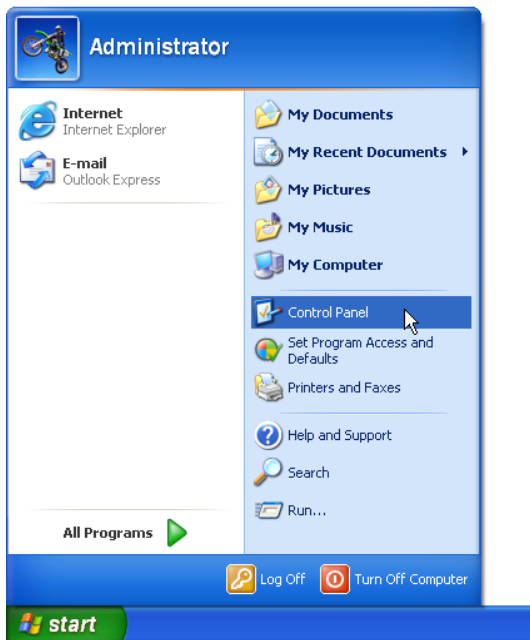 Administrator
Internet
Internet Explorer
E-mail
Outlook Express
All Programs
My Documents
My Recent Documents
My Pictures
My Music
My Computer
Control Panel
Set Program Access and
Defaults
Printers and Faxes
Help and Support
Search
Run...
Log Off
Turn Off Computer
start